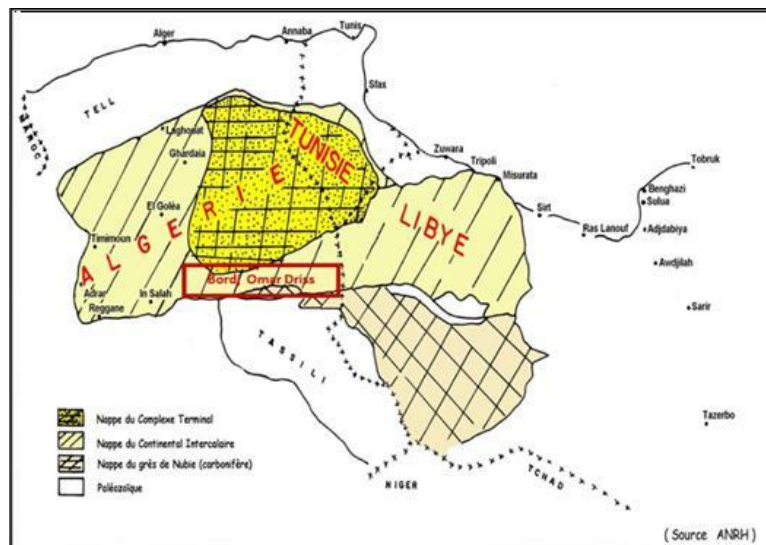 Alger
Annaba
Tunis
Sfax
TELL
MAROC
Laghouat
Ghardaia
TUNISIE
Zuwara
Tripoli
Misurata
Tobruk
Benghazi
Sulua
El Goléa
ALGERIE
LIBYE
Sirt
Ras Lanouf
Adjdabiya
Timimoun
Awdjilah
Bordj Omar Driss
Adrar
In Salah
Reggane
Sarir
TASSILI
Nappe du Complexe Terminal
Nappe du Continental Intercalaire
Nappe du grès de Nubie (carbonifère)
Paléozoïque
Tazerbo
NIGER
TCHAD
( Source ANRH )